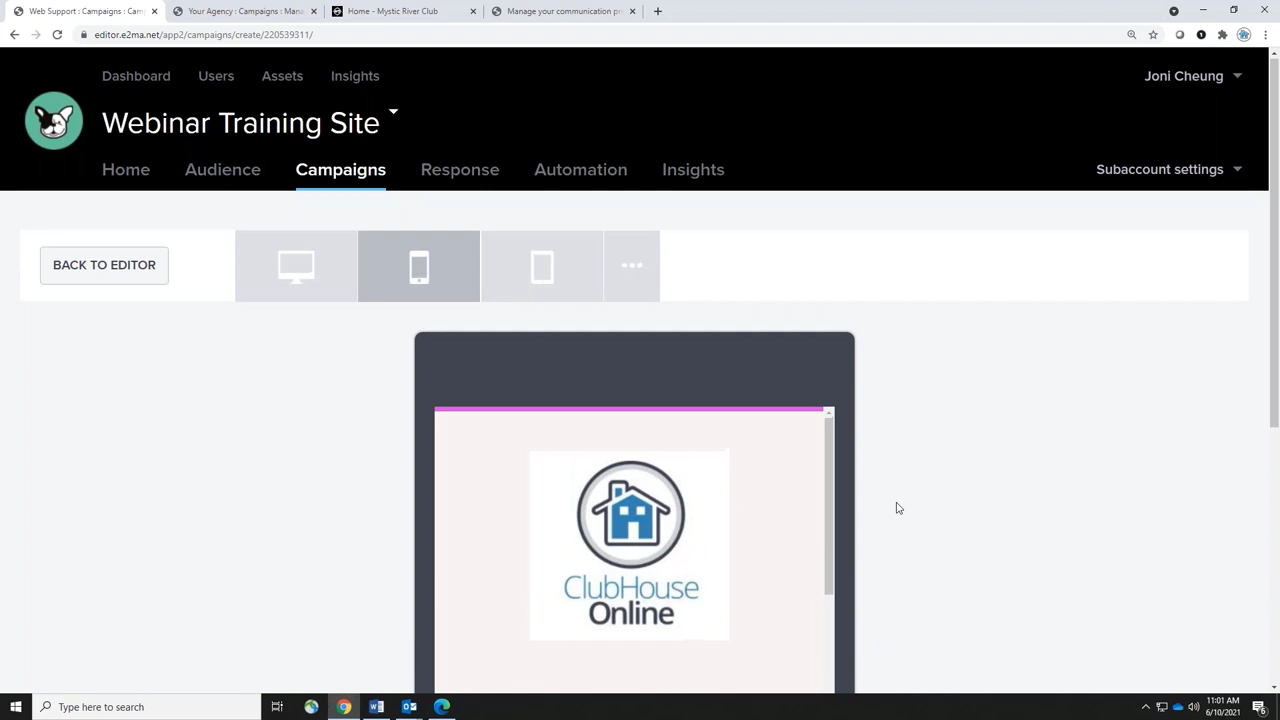 Web Support : Campaigns : Cam
Your Agency : Campaigns : Mana
Home - Mystic River Club
Manage your communication pr
editor.e2ma.net/app2/campaigns/create/220539311/
Dashboard Users Assets Insights
Joni Cheung
Webinar Training Site
Home Audience Campaigns Response Automation Insights
Subaccount settings
BACK TO EDITOR
ClubHouse
Online
Type here to search
11:01 AM
6/10/2021